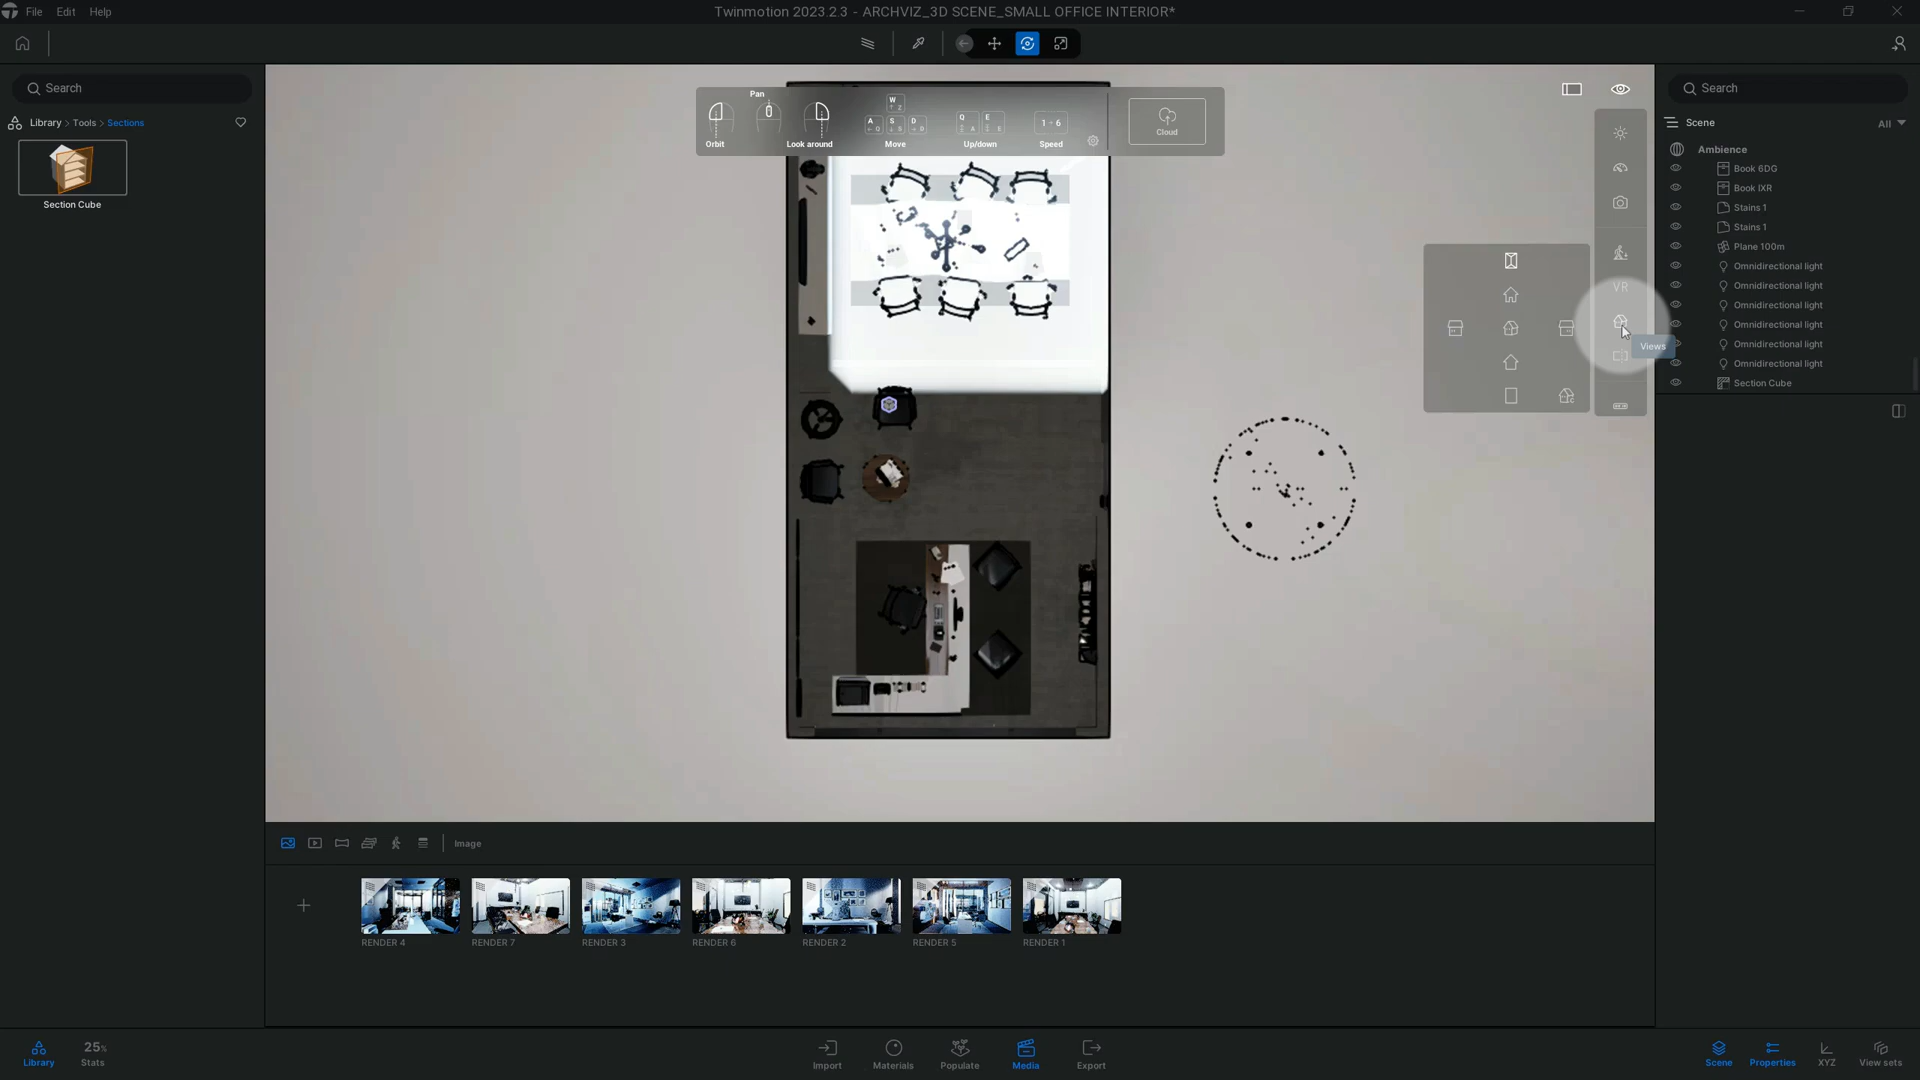 File Edit Help
Twinmotion 2023.2.3 - ARCHVIZ_3D SCENE_SMALL OFFICE INTERIOR*
Search
Library > Tools > Sections
Section Cube
Pan
Orbit
Look around
W
Z
A S D
Q S D
Move
Q E
A E
Up/down
1 - 6
Speed
Cloud
VR
Views
Search
Scene
All
Ambience
Book 6DG
Book IXR
Stains 1
Stains 1
Plane 100m
Omnidirectional light
Omnidirectional light
Omnidirectional light
Omnidirectional light
Omnidirectional light
Omnidirectional light
Section Cube
Image
RENDER 4
RENDER 7
RENDER 3
RENDER 6
RENDER 2
RENDER 5
RENDER 1
Library
25%
Stats
Import
Materials
Populate
Media
Export
Scene
Properties
XYZ
View sets